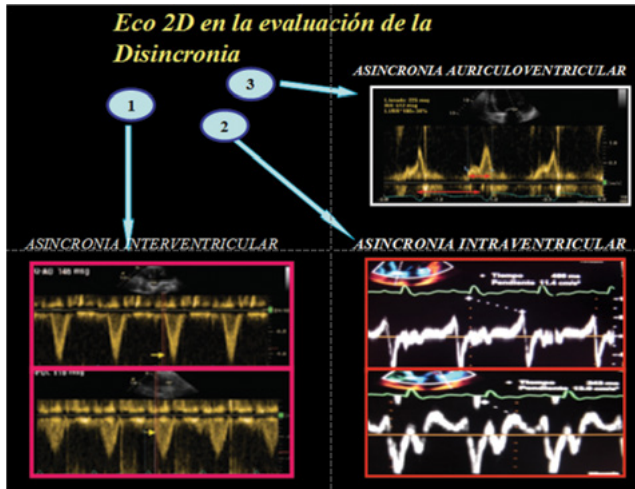 Eco 2D en la evaluación de la
Disincronia
3
ASINCRONIA AURICULOVENTRICULAR
1
2
ASINCRONIA INTERVENTRICULAR
ASINCRONIA INTRAVENTRICULAR
Tiempo
Pendiente
Tiempo
Pendiente